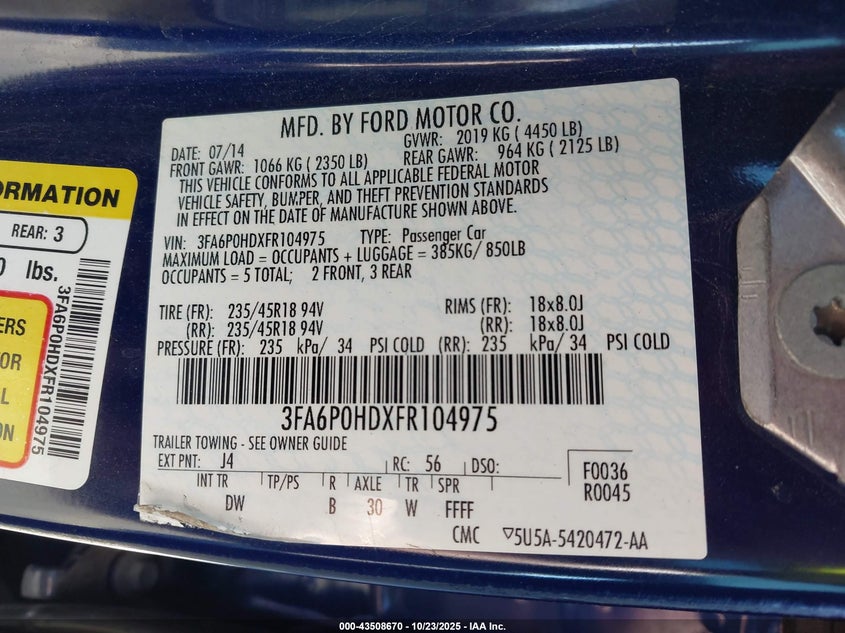 MFD. BY FORD MOTOR CO.
DATE: 07/14 GVWR: 2019 KG ( 4450 LB)
FRONT GAWR: 1066 KG ( 2350 LB) REAR GAWR: 964 KG ( 2125 LB)
THIS VEHICLE CONFORMS TO ALL APPLICABLE FEDERAL MOTOR
VEHICLE SAFETY, BUMPER, AND THEFT PREVENTION STANDARDS
IN EFFECT ON THE DATE OF MANUFACTURE SHOWN ABOVE.
VIN: 3FA6P0HDXFR104975 TYPE: Passenger Car
MAXIMUM LOAD = OCCUPANTS + LUGGAGE = 385KG/ 850LB
OCCUPANTS = 5 TOTAL; 2 FRONT, 3 REAR
TIRE (FR): 235/45R18 94V RIMS (FR): 18x8.0J
(RR): 235/45R18 94V (RR): 18x8.0J
PRESSURE (FR): 235 kPa/ 34 PSI COLD (RR): 235 kPa/ 34 PSI COLD
3FA6P0HDXFR104975
TRAILER TOWING - SEE OWNER GUIDE
EXT PNT: J4 RC: 56 DSO: F0036
INT TR TP/PS R AXLE TR SPR R0045
DW B 30 W FFFF
CMC 5U5A-5420472-AA
ORMATION
REAR: 3
0 lbs.
ERS
OR
L
ON
3FA6P0HDXFR104975
000-43508670 - 10/23/2025 - IAA Inc.